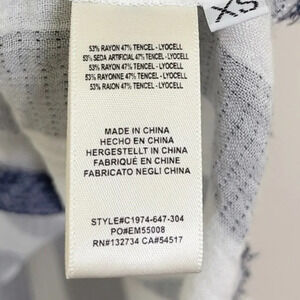 XS
53% RAYON 47% TENCEL - LYOCELL
53% SEDA ARTIFICIAL 47% TENCEL - LYOCELL
53% RAYON 47% TENCEL - LYOCELL
53% RAYONNE 47% TENCEL - LYOCELL
53% RAION 47% TENCEL - LYOCELL
MADE IN CHINA
HECHO EN CHINA
HERGESTELLT IN CHINA
FABRIQUÉ EN CHINE
FABRICATO NEGLI CHINA
STYLE#C1974-647-304
PO#EM55008
RN#132734 CA#54517